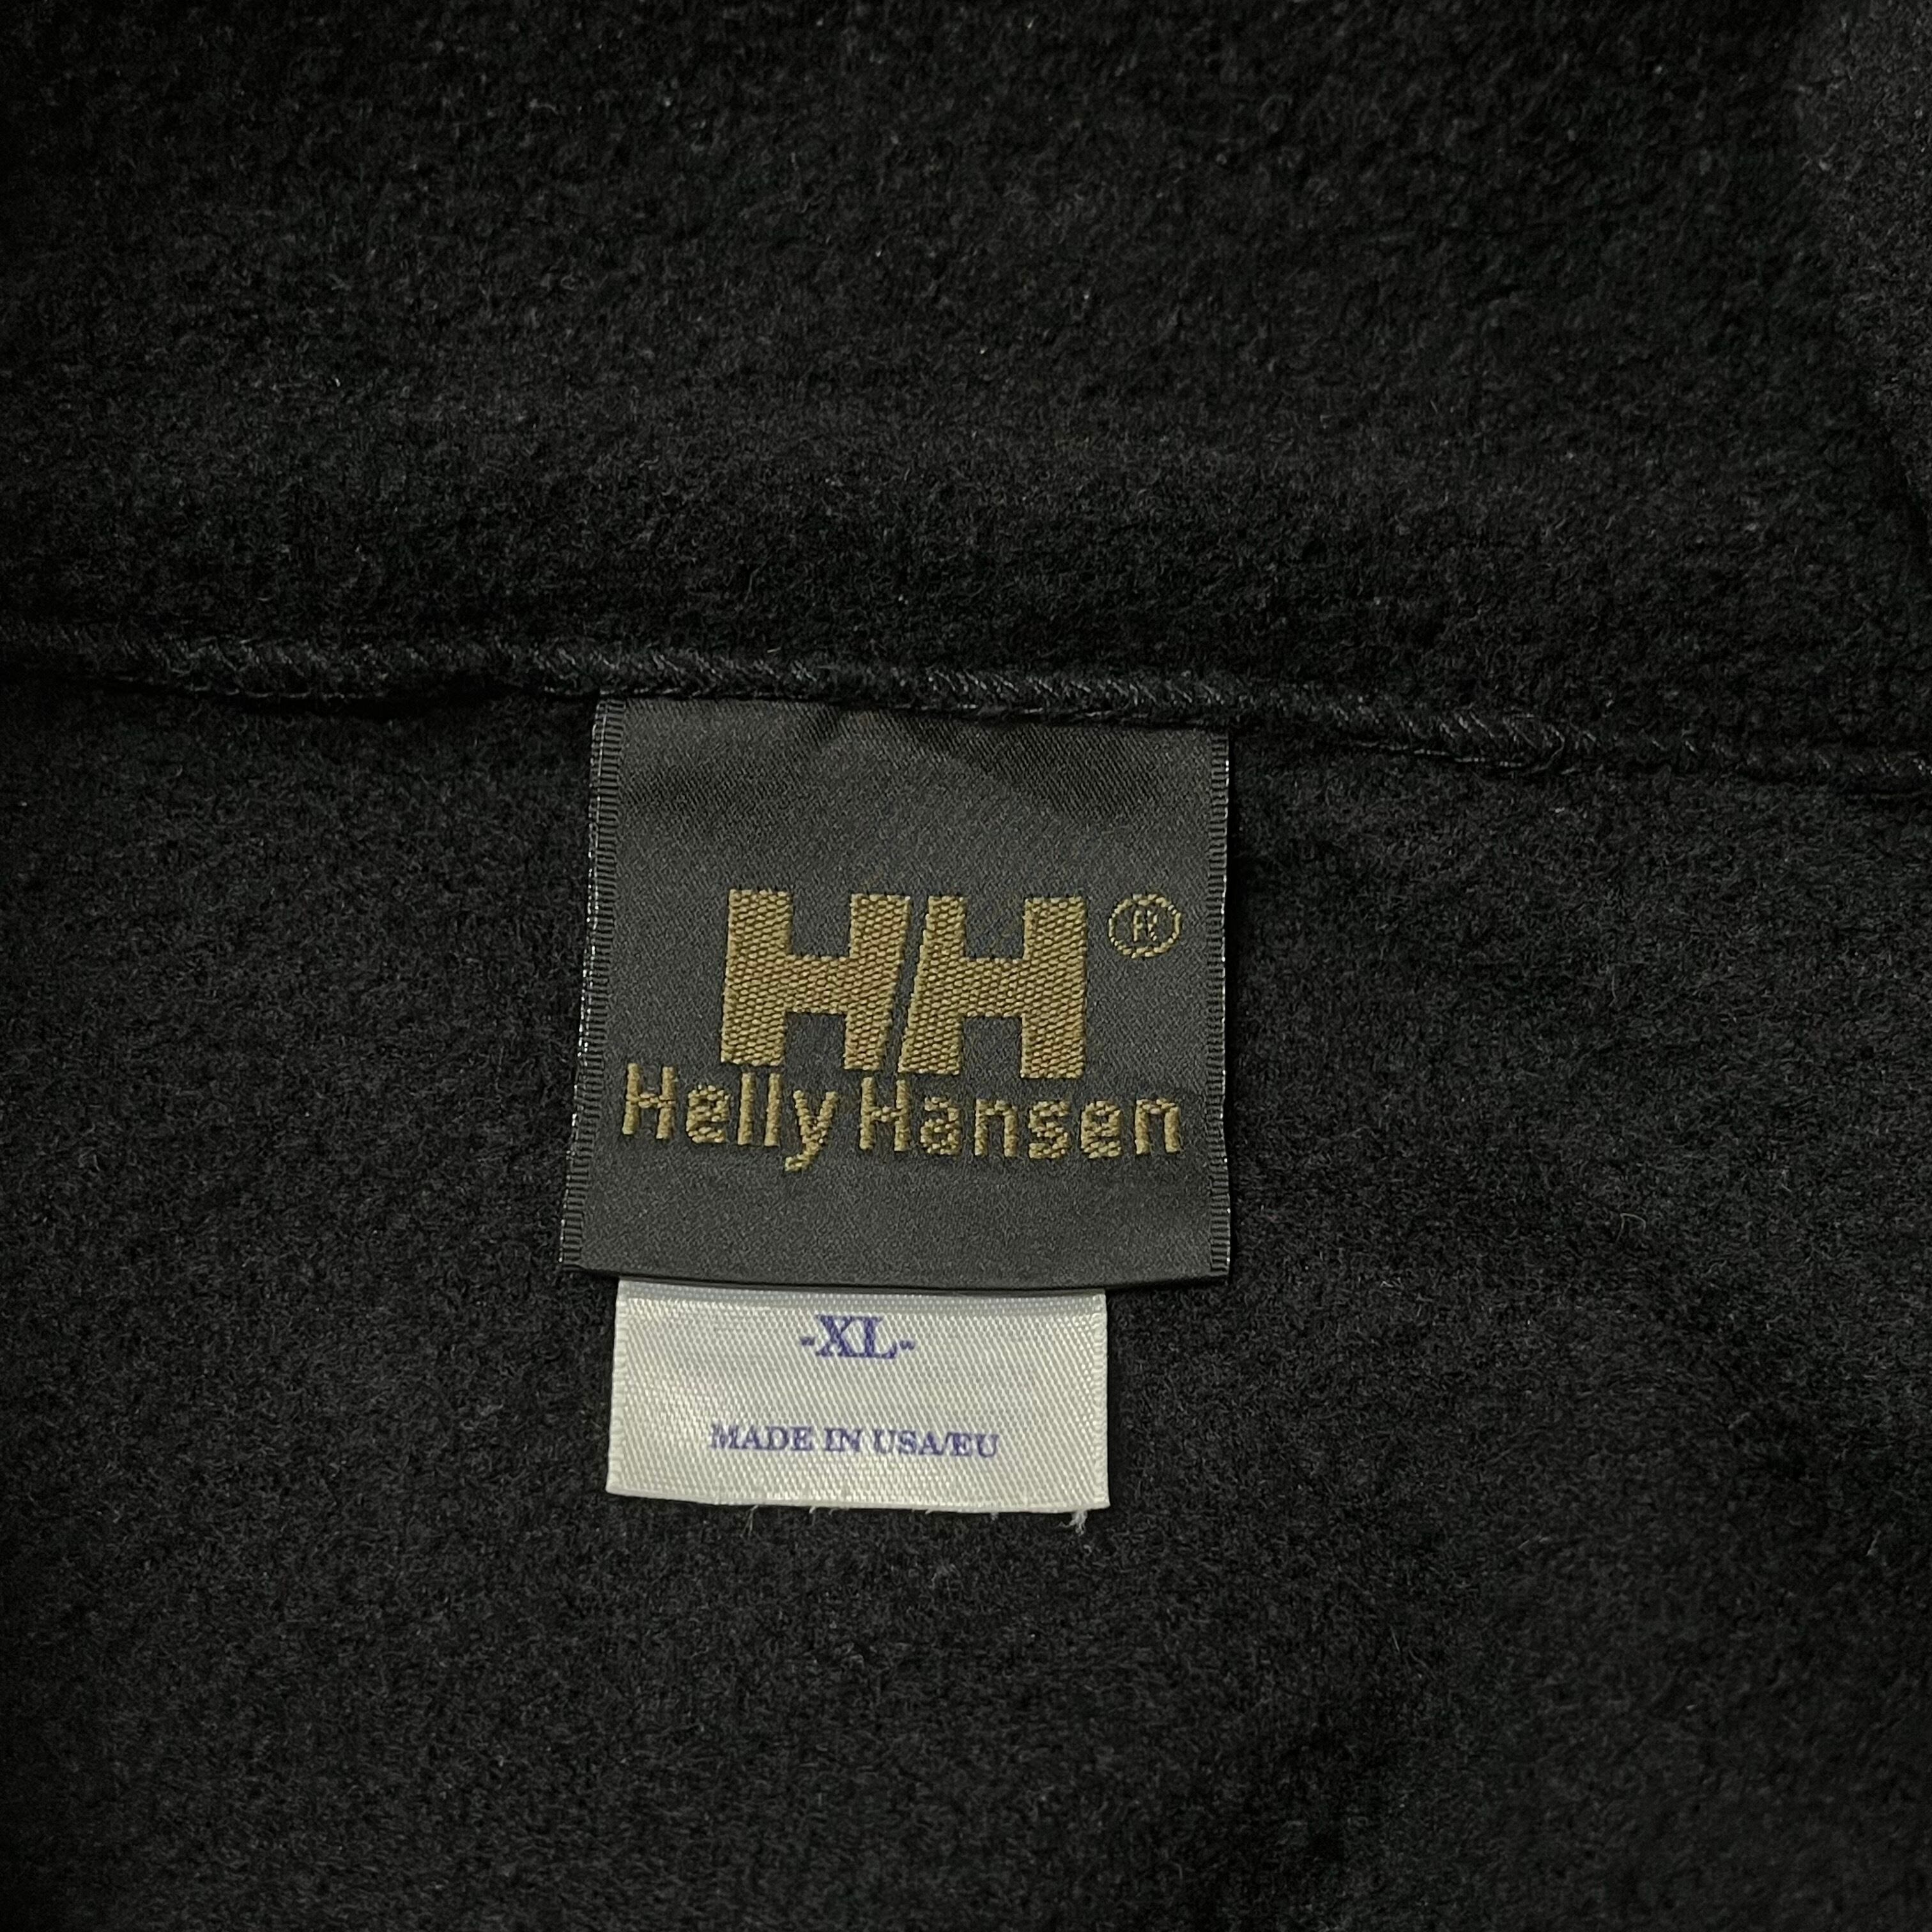 HH ®
Helly Hansen
-XL-
MADE IN USA/EU